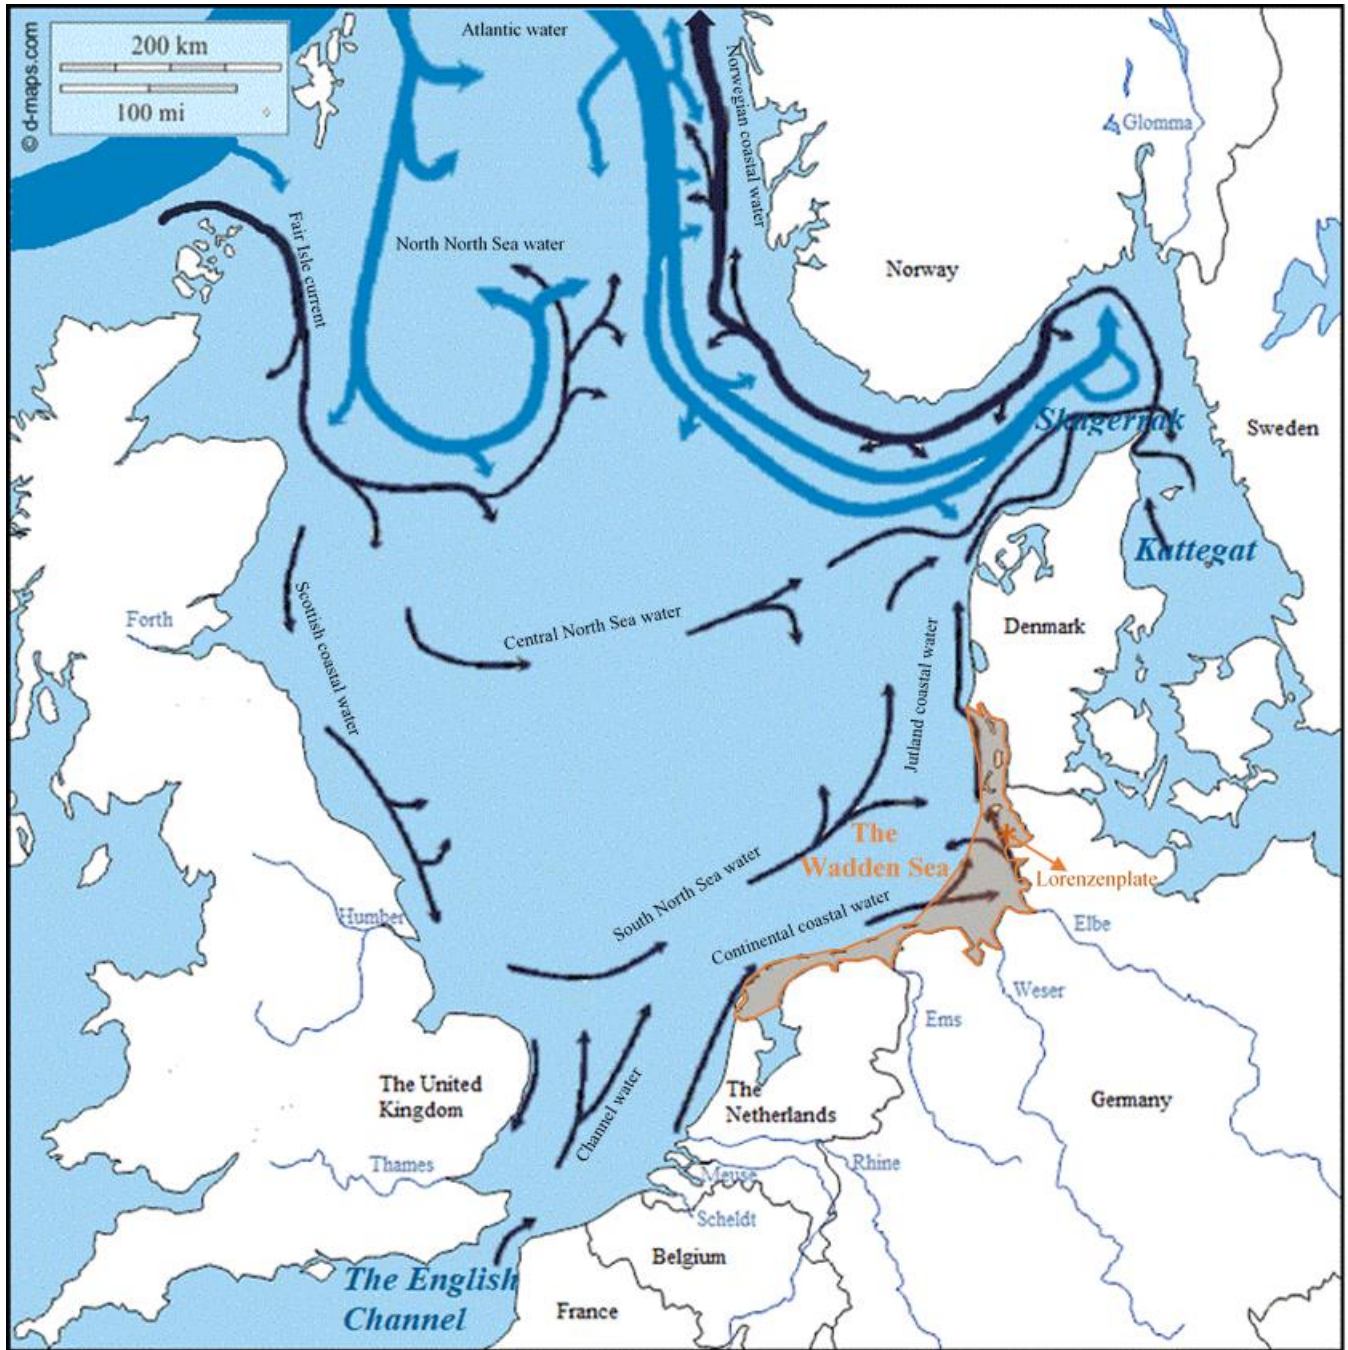 © d-maps.com
200 km
100 mi
Atlantic water
Norwegian coastal water
Glomma
Fair Isle current
North North Sea water
Norway
Skagerrak
Sweden
Kattegat
Forth
Scottish coastal water
Central North Sea water
Jutland coastal water
Denmark
The
Wadden Sea
Lorenzenplate
South North Sea water
Continental coastal water
Humber
Elbe
Weser
Ems
The United
Kingdom
Channel water
The
Netherlands
Germany
Thames
Meuse
Rhine
Scheldt
Belgium
The English
Channel
France